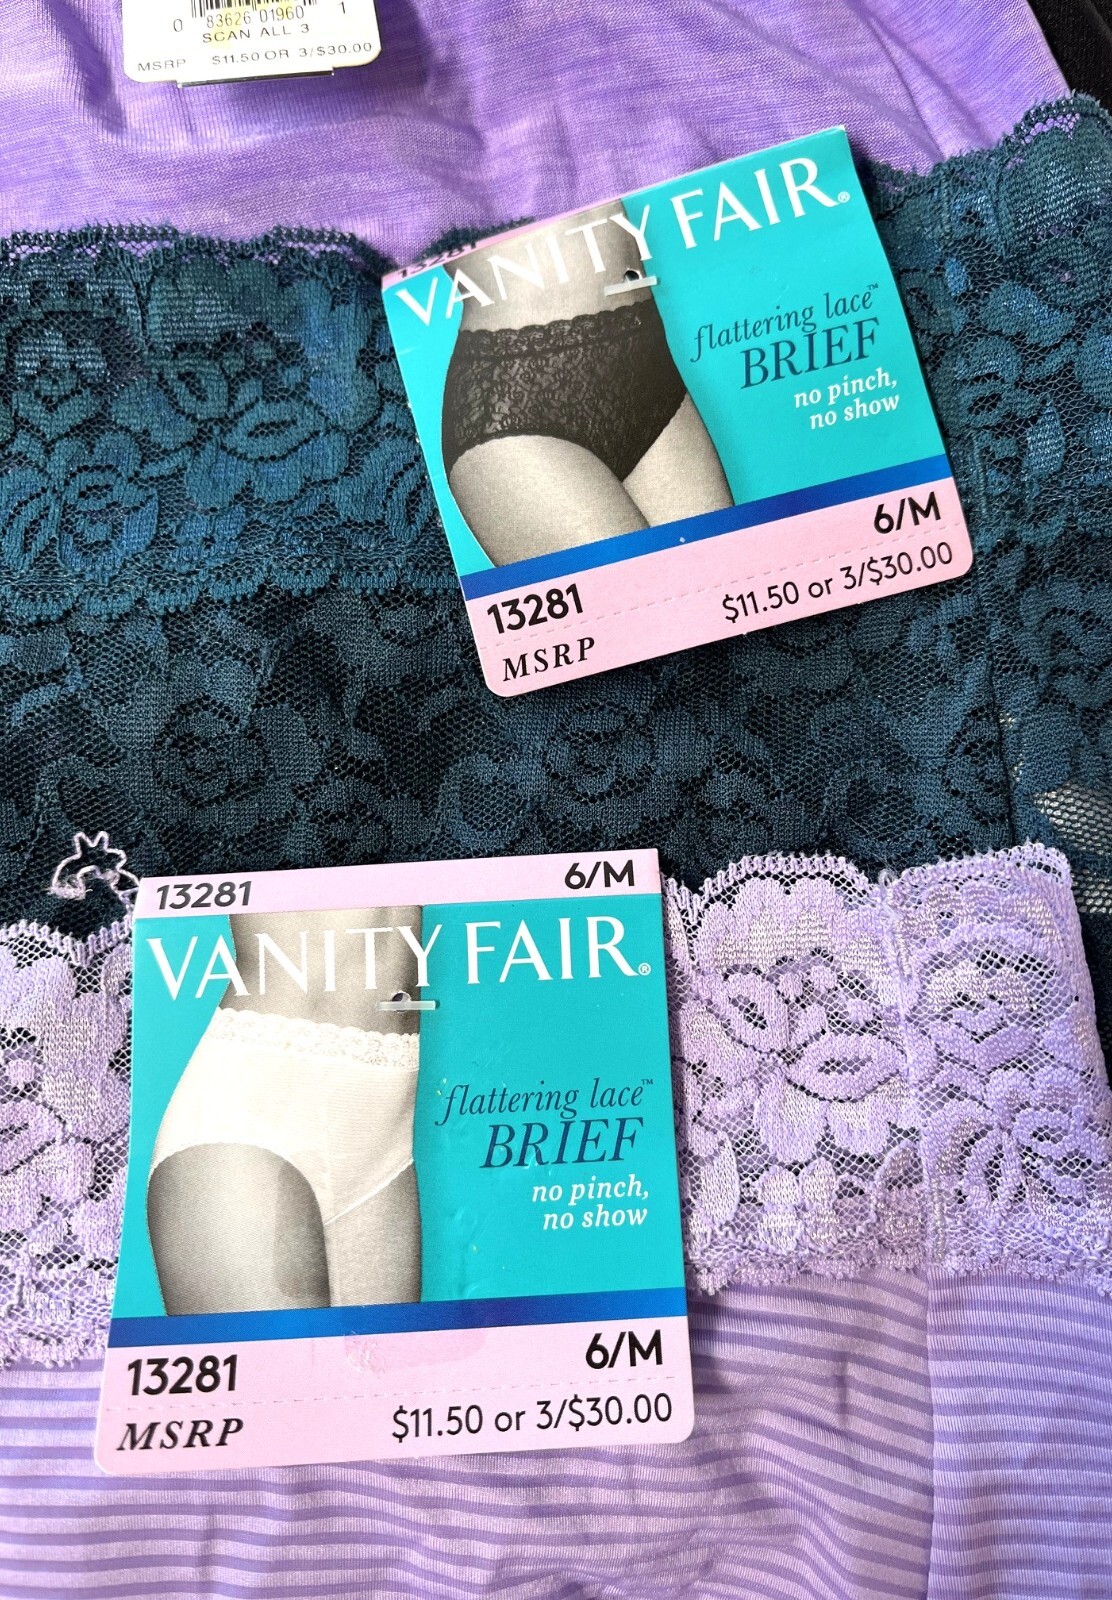 0 83626 01960 1
SCAN ALL 3
MSRP $11.50 OR 3/$30.00
13281
VANITY FAIR®
flattering lace™
BRIEF
no pinch,
no show
6/M
13281
$11.50 or 3/$30.00
MSRP
13281 6/M
VANITY FAIR®
flattering lace™
BRIEF
no pinch,
no show
13281 6/M
MSRP $11.50 or 3/$30.00